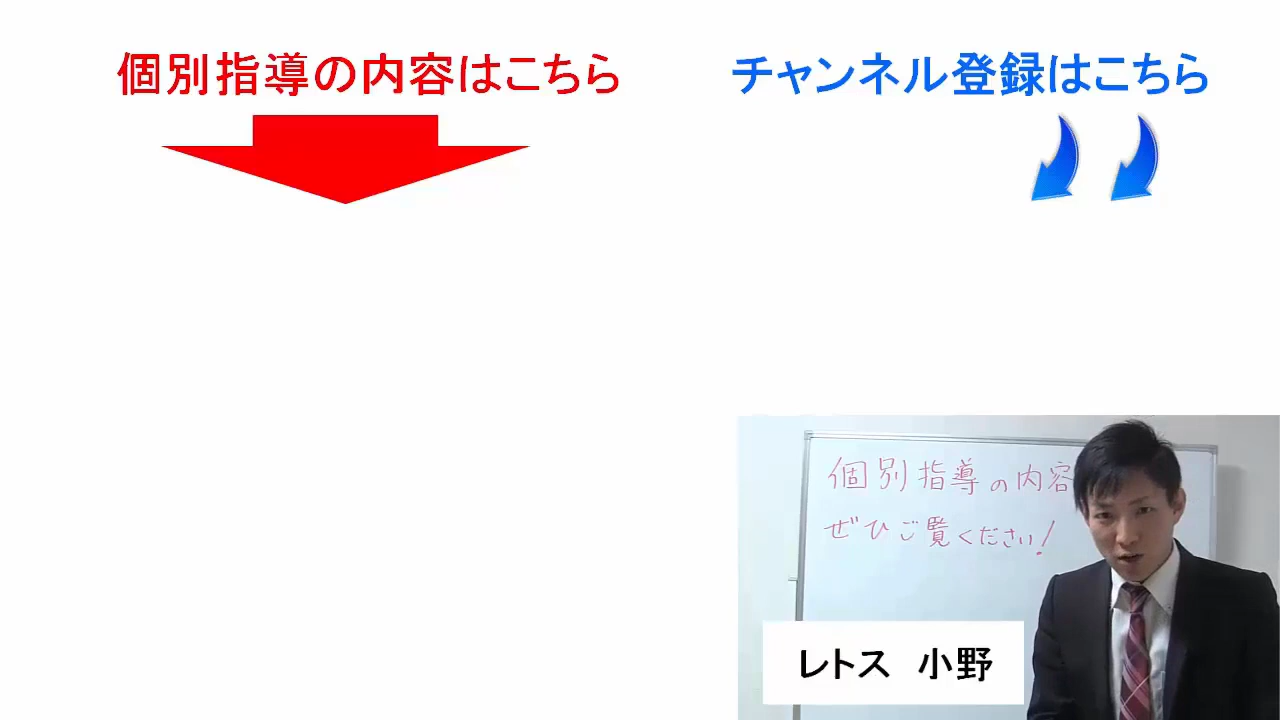 個別指導の内容はこちら
チャンネル登録はこちら
個別指導の内容
ぜひご覧ください!
レトス 小野